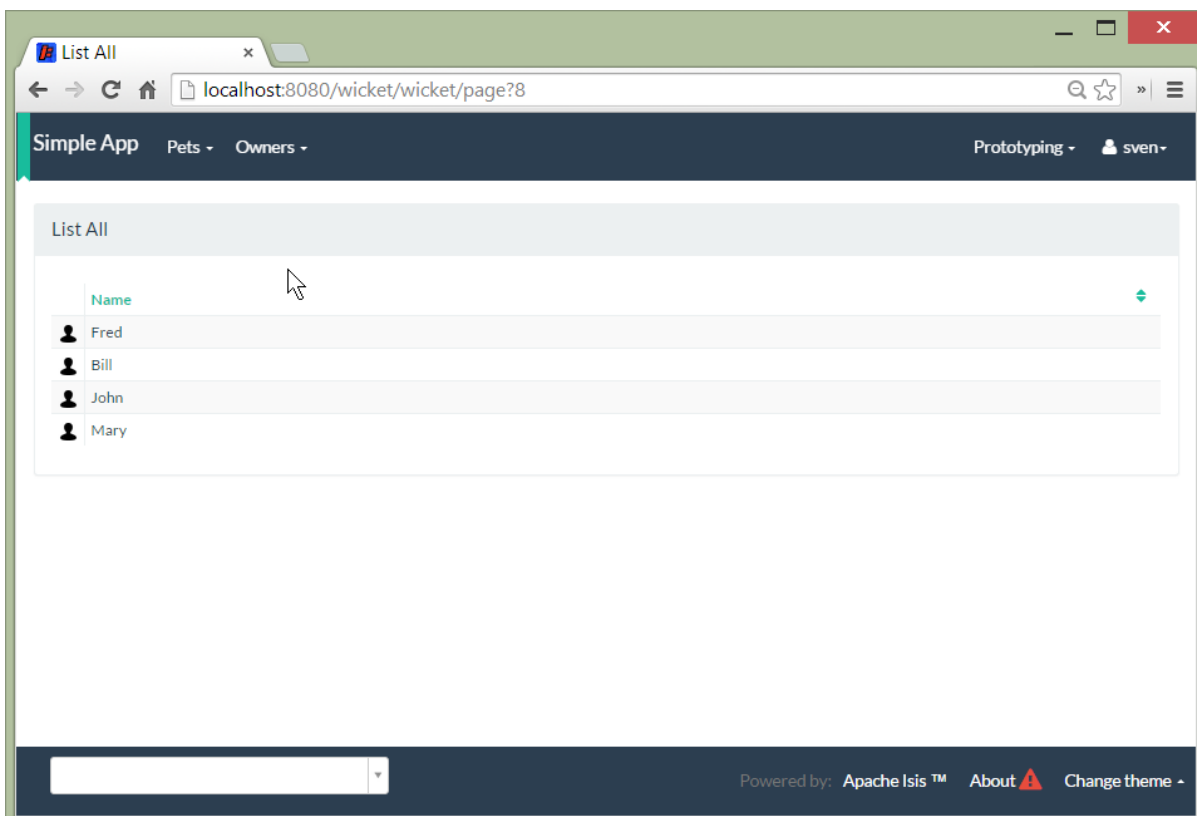 List All
localhost:8080/wicket/wicket/page?8
Simple App Pets Owners Prototyping sven
List All
Name
Fred
Bill
John
Mary
Powered by: Apache Isis ™ About Change theme